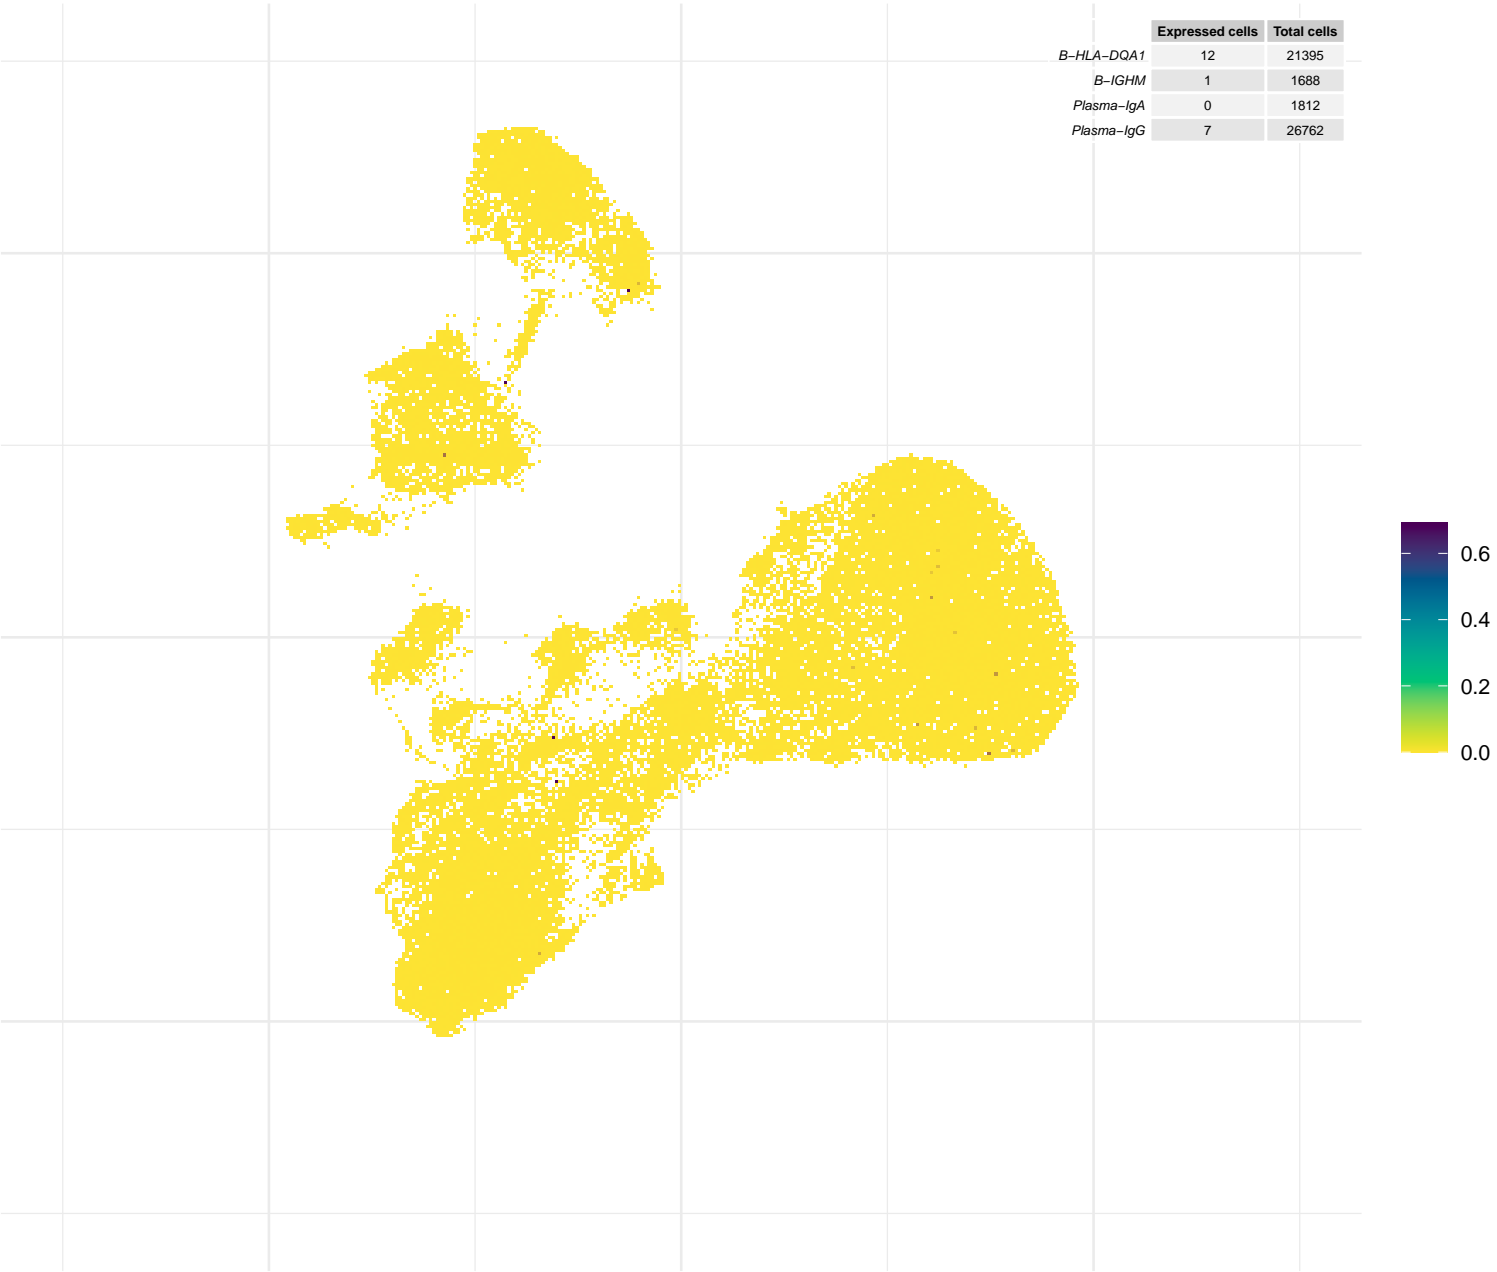 Expressed cells Total cells
B−HLA−DQA1 12 21395
B−IGHM 1 1688
Plasma−IgA 0 1812
Plasma−IgG 7 26762
0.6
0.4
0.2
0.0